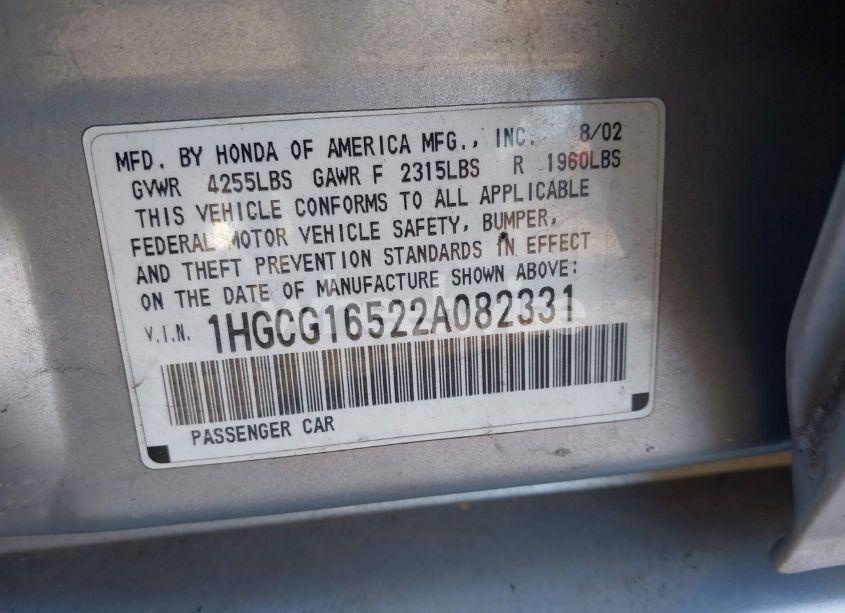 MFD. BY HONDA OF AMERICA MFG., INC. 8/02
GVWR 4255LBS GAWR F 2315LBS R 1960LBS
THIS VEHICLE CONFORMS TO ALL APPLICABLE
FEDERAL MOTOR VEHICLE SAFETY, BUMPER,
AND THEFT PREVENTION STANDARDS IN EFFECT
ON THE DATE OF MANUFACTURE SHOWN ABOVE:
V.I.N. 1HGCG16522A082331
PASSENGER CAR